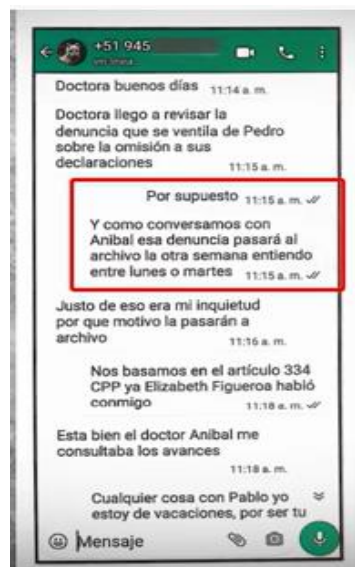 +51 945
Doctora buenos días 11:14 a. m.
Doctora llego a revisar la
denuncia que se ventila de Pedro
sobre la omisión a sus
declaraciones 11:15 a. m.
Por supuesto 11:15 a. m.
Y como conversamos con
Anibal esa denuncia pasará al
archivo la otra semana entiendo
entre lunes o martes 11:15 a. m.
Justo de eso era mi inquietud
por que motivo la pasarán a
archivo 11:16 a. m.
Nos basamos en el artículo 334
CPP ya Elizabeth Figueroa habló
conmigo 11:18 a. m.
Esta bien el doctor Anibal me
consultaba los avances
11:18 a. m.
Cualquier cosa con Pablo yo
estoy de vacaciones, por ser tu
Mensaje